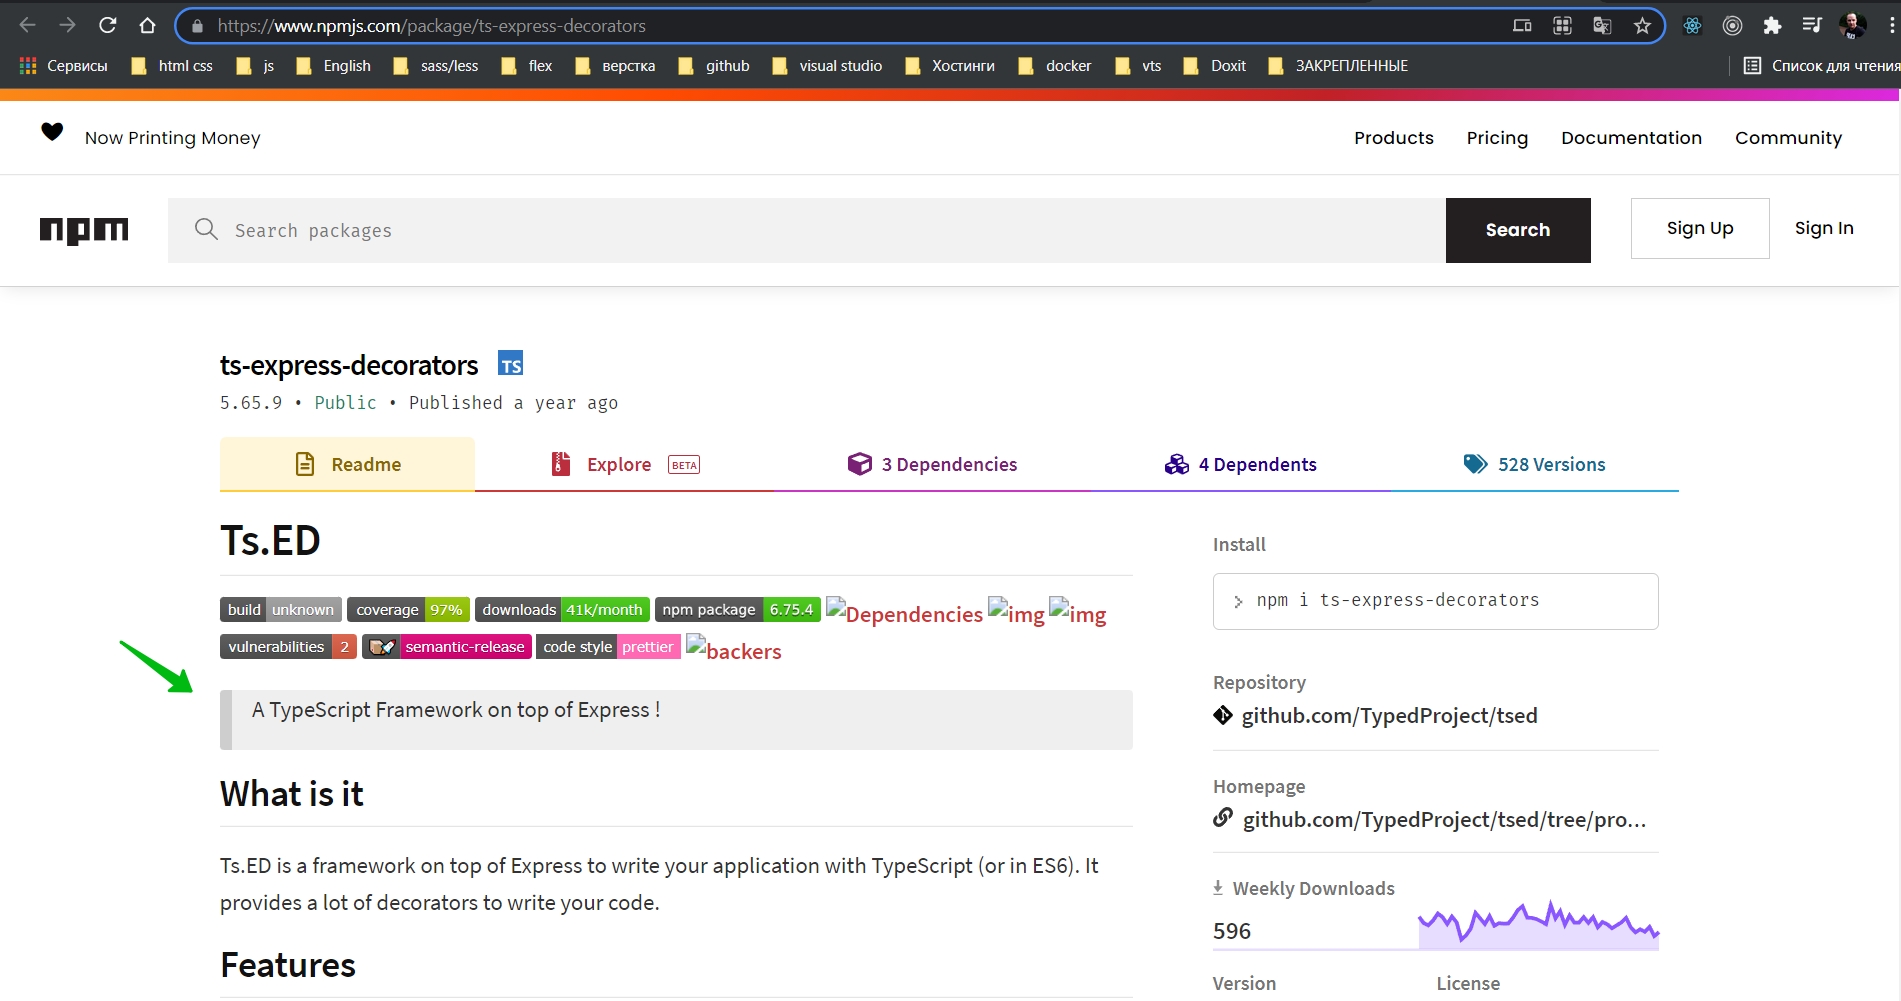 https://www.npmjs.com/package/ts-express-decorators
Сервисы html css js English sass/less flex верстка github visual studio Хостинги docker vts Doxit ЗАКРЕПЛЕННЫЕ Список для чтения
Now Printing Money Products Pricing Documentation Community
npm Search packages Search Sign Up Sign In
ts-express-decorators TS
5.65.9 • Public • Published a year ago
Readme Explore BETA 3 Dependencies 4 Dependents 528 Versions
Ts.ED
build unknown coverage 97% downloads 41k/month npm package 6.75.4 Dependencies img img
vulnerabilities 2 semantic-release code style prettier backers
A TypeScript Framework on top of Express !
What is it
Ts.ED is a framework on top of Express to write your application with TypeScript (or in ES6). It
provides a lot of decorators to write your code.
Features
Install
> npm i ts-express-decorators
Repository
github.com/TypedProject/tsed
Homepage
github.com/TypedProject/tsed/tree/pro...
Weekly Downloads
596
Version License